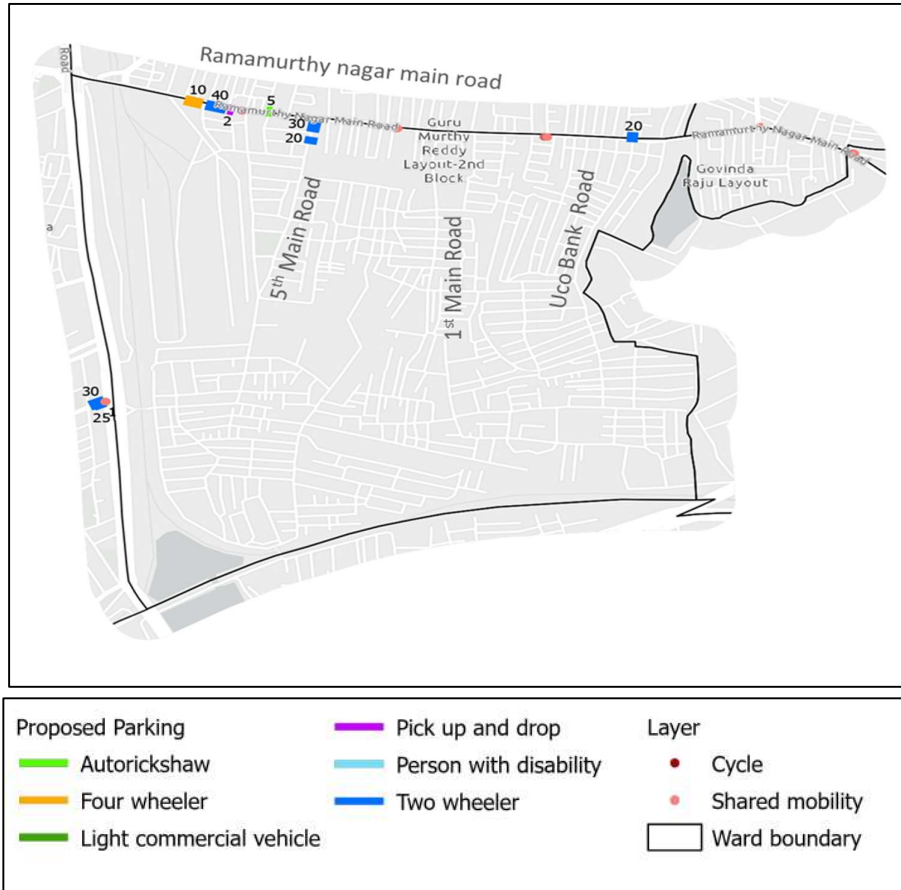 Ramamurthy nagar main road
Road
10
40
5
2
Ramamurthy Nagar Main Road
30
20
Guru
Murthy
Reddy
Layout-2nd
Block
20
Ramamurthy Nagar Main Road
Govinda
Raju Layout
a
5th Main Road
1st Main Road
Uco Bank Road
30
25
1
Proposed Parking
Autorickshaw
Four wheeler
Light commercial vehicle
Pick up and drop
Person with disability
Two wheeler
Layer
Cycle
Shared mobility
Ward boundary